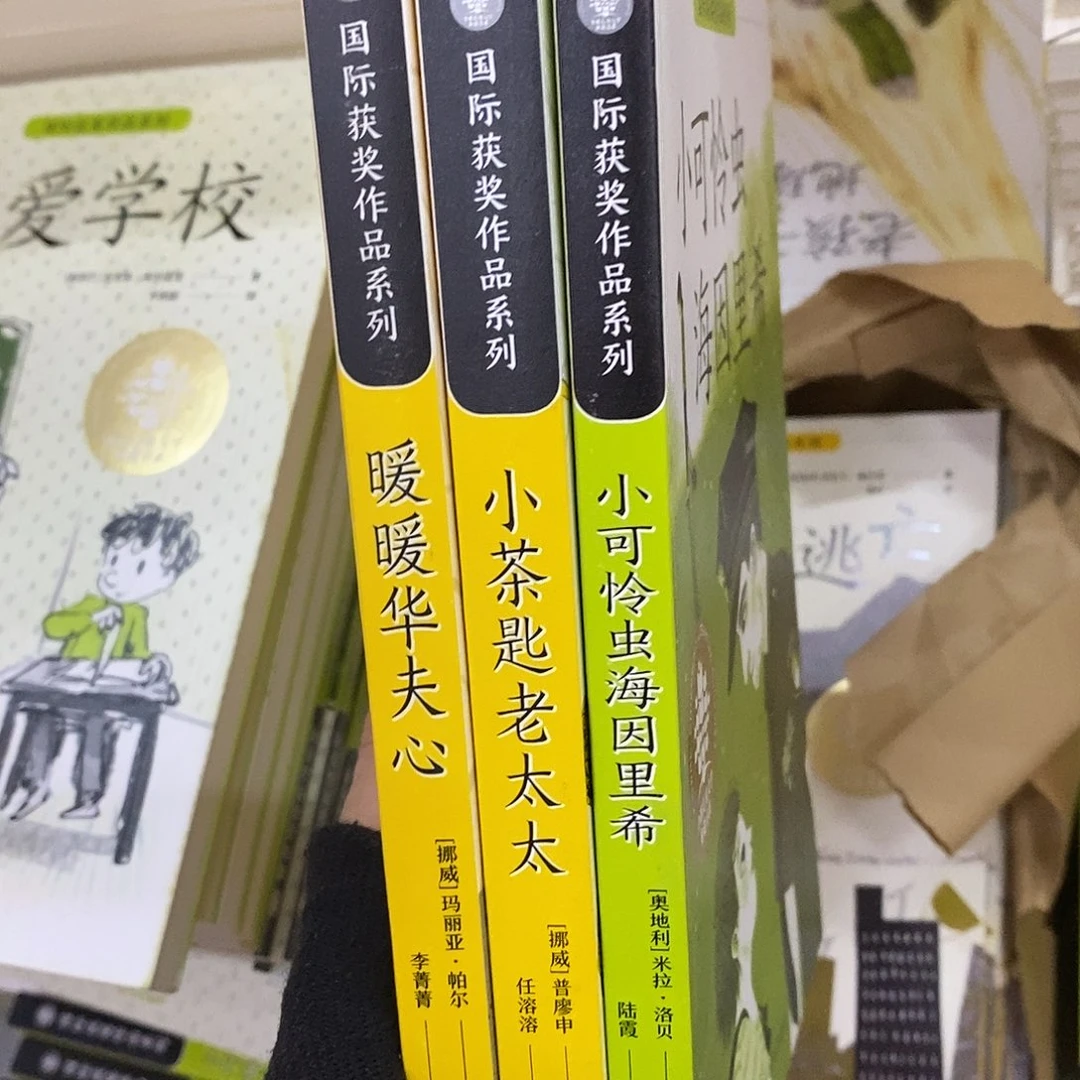 国际获奖作品系列
暖暖华夫心
[挪威]玛丽亚·帕尔
李菁菁
国际获奖作品系列
小茶匙老太太
[挪威]普廖申
任溶溶
国际获奖作品系列
小可怜虫海因里希
[奥地利]米拉·洛贝
陆霞
小可怜虫
海因里希
爱学校
逃